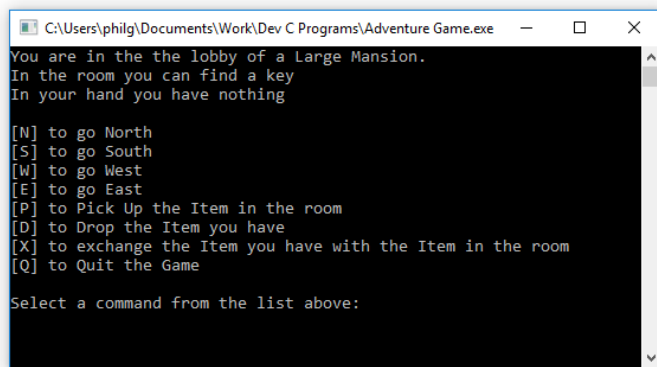 C:\Users\philg\Documents\Work\Dev C Programs\Adventure Game.exe
You are in the the lobby of a Large Mansion.
In the room you can find a key
In your hand you have nothing
[N] to go North
[S] to go South
[W] to go West
[E] to go East
[P] to Pick Up the Item in the room
[D] to Drop the Item you have
[X] to exchange the Item you have with the Item in the room
[Q] to Quit the Game
Select a command from the list above: